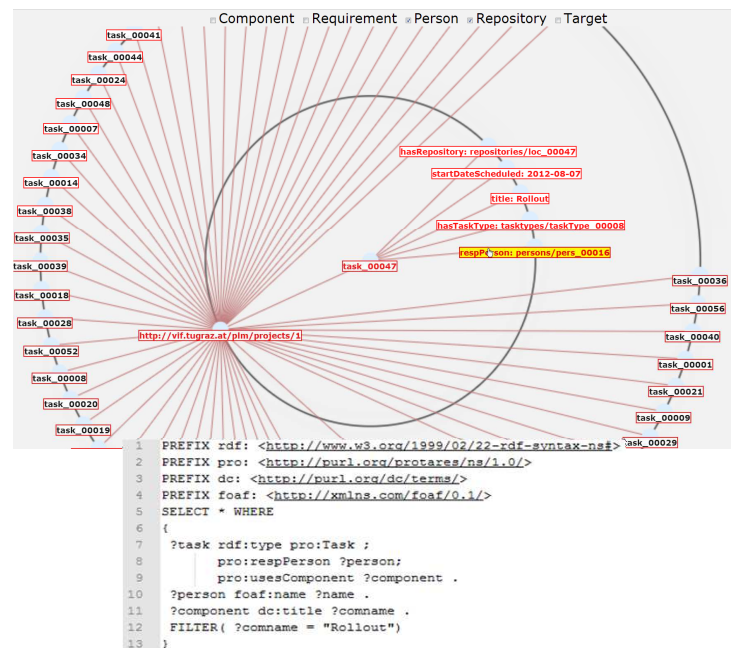 Component Requirement Person Repository Target
task_00041
task_00044
task_00024
task_00048
task_00007
task_00034
task_00014
task_00038
task_00035
task_00039
task_00018
task_00028
task_00052
task_00008
task_00020
task_00019
hasRepository: repositories/loc_00047
startDateScheduled: 2012-08-07
title: Rollout
hasTaskType: tasktypes/taskType_00008
respPerson: persons/pers_00016
task_00047
http://vif.tugraz.at/plm/projects/1
task_00036
task_00056
task_00040
task_00001
task_00021
task_00009
task_00029
1 PREFIX rdf: <http://www.w3.org/1999/02/22-rdf-syntax-ns#>
2 PREFIX pro: <http://purl.org/protares/ns/1.0/>
3 PREFIX dc: <http://purl.org/dc/terms/>
4 PREFIX foaf: <http://xmlns.com/foaf/0.1/>
5 SELECT * WHERE
6 {
7 ?task rdf:type pro:Task ;
8 pro:respPerson ?person;
9 pro:usesComponent ?component .
10 ?person foaf:name ?name .
11 ?component dc:title ?comname .
12 FILTER( ?comname = "Rollout")
13 }